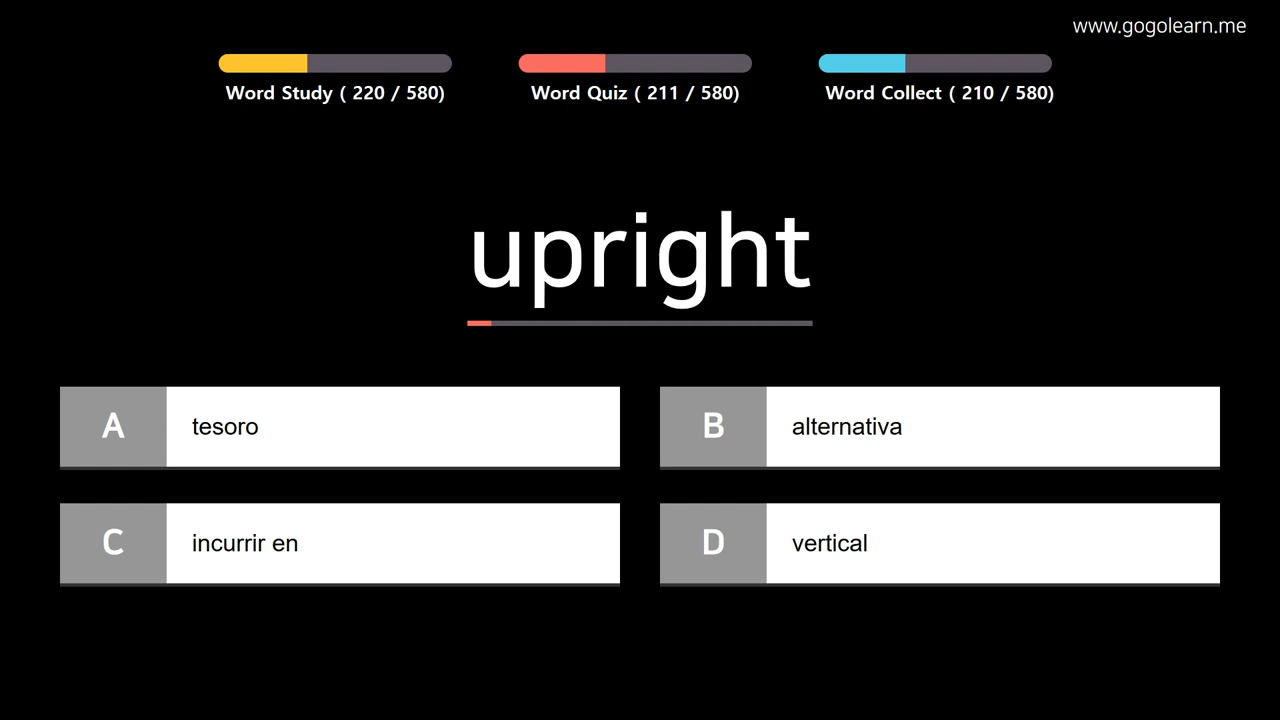 www.gogolearn.me
Word Study ( 220 / 580)
Word Quiz ( 211 / 580)
Word Collect ( 210 / 580)
upright
A tesoro
B alternativa
C incurrir en
D vertical